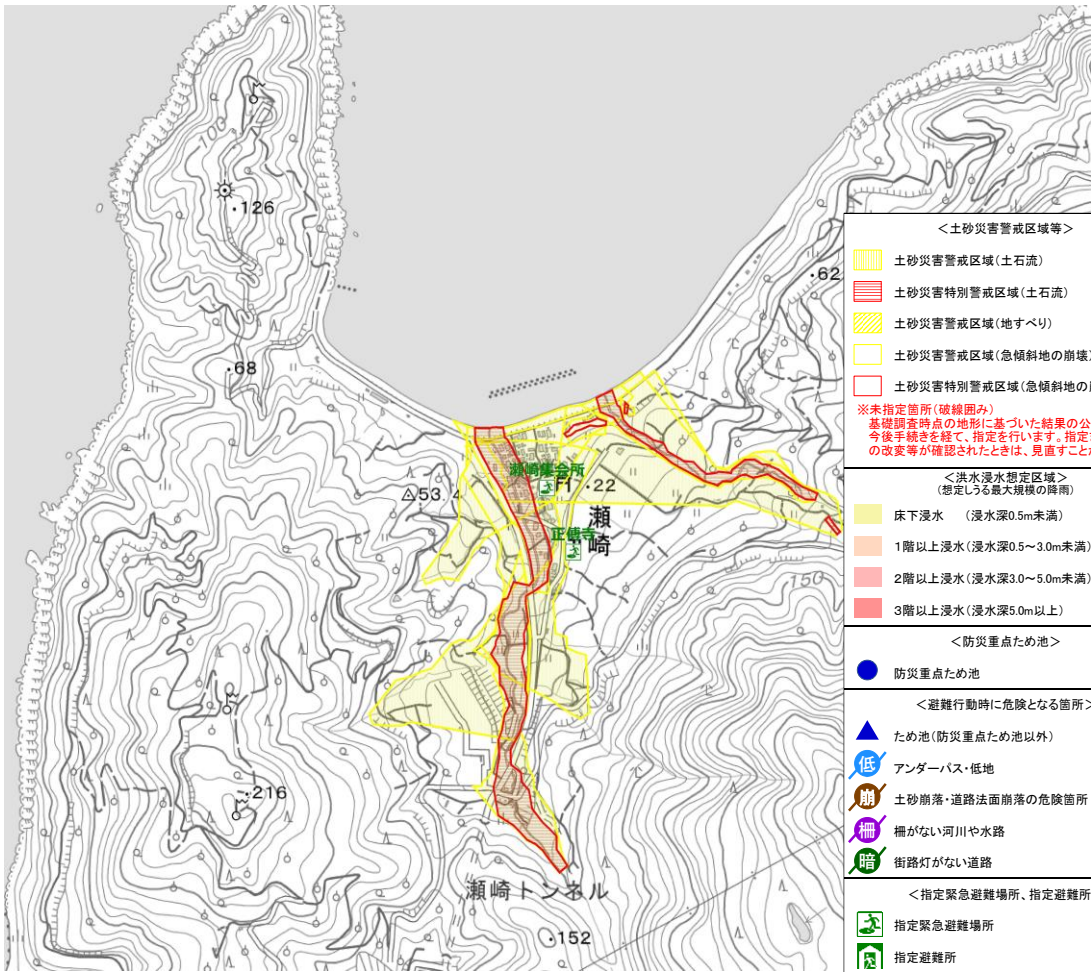 100
126
68
62
瀬崎集会所
22
53.4
瀬崎
正傳寺
150
216
瀬崎トンネル
152
＜土砂災害警戒区域等＞
土砂災害警戒区域（土石流）
土砂災害特別警戒区域（土石流）
土砂災害警戒区域（地すべり）
土砂災害警戒区域（急傾斜地の崩壊）
土砂災害特別警戒区域（急傾斜地の
※未指定箇所（破線囲み）
基礎調査時点の地形に基づいた結果の公
今後手続きを経て、指定を行います。指定
の改変等が確認されたときは、見直すことが
＜洪水浸水想定区域＞
（想定しうる最大規模の降雨）
床下浸水　（浸水深0.5m未満）
1階以上浸水（浸水深0.5～3.0m未満）
2階以上浸水（浸水深3.0～5.0m未満）
3階以上浸水（浸水深5.0m以上）
＜防災重点ため池＞
防災重点ため池
＜避難行動時に危険となる箇所＞
ため池（防災重点ため池以外）
低 アンダーパス・低地
崩 土砂崩落・道路法面崩落の危険箇所
柵 柵がない河川や水路
暗 街路灯がない道路
＜指定緊急避難場所、指定避難所
指定緊急避難場所
指定避難所